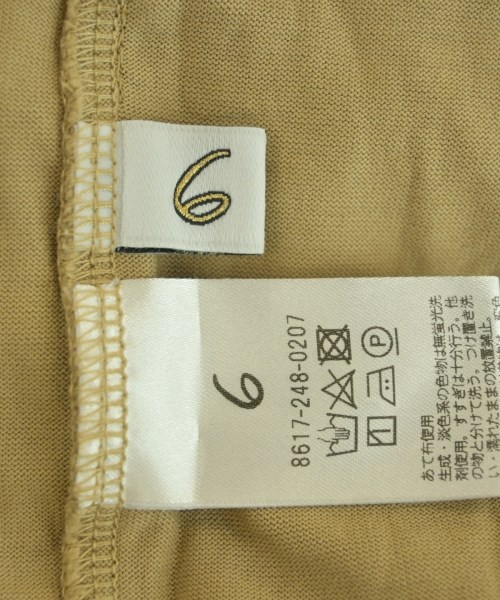 6
6
8617-248-0207
P
あて布使用
生成・淡色系の色物は無蛍光洗
剤使用。すすぎは十分行う。他
の物と分けて洗う。つけ置き洗
い・濡れたままの放置禁止。